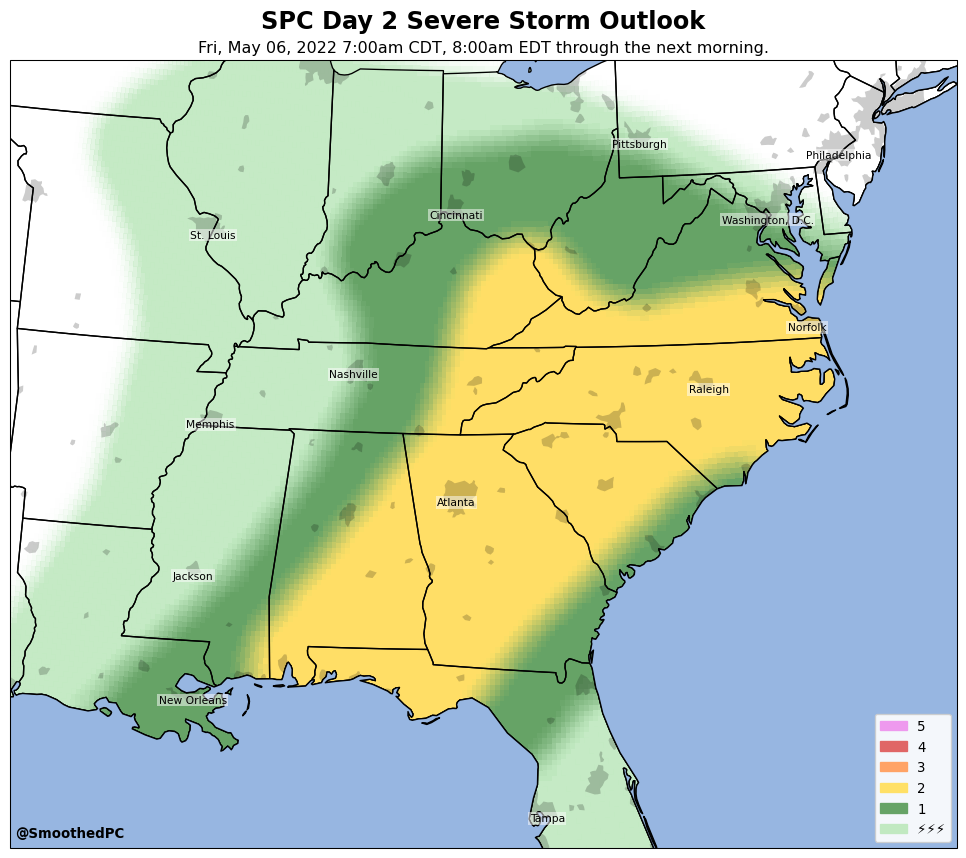 SPC Day 2 Severe Storm Outlook
Fri, May 06, 2022 7:00am CDT, 8:00am EDT through the next morning.
Pittsburgh
Philadelphia
Cincinnati
Washington, D.C.
St. Louis
Norfolk
Nashville
Raleigh
Memphis
Atlanta
Jackson
New Orleans
Tampa
5
4
3
2
1
⚡⚡⚡
@SmoothedPC